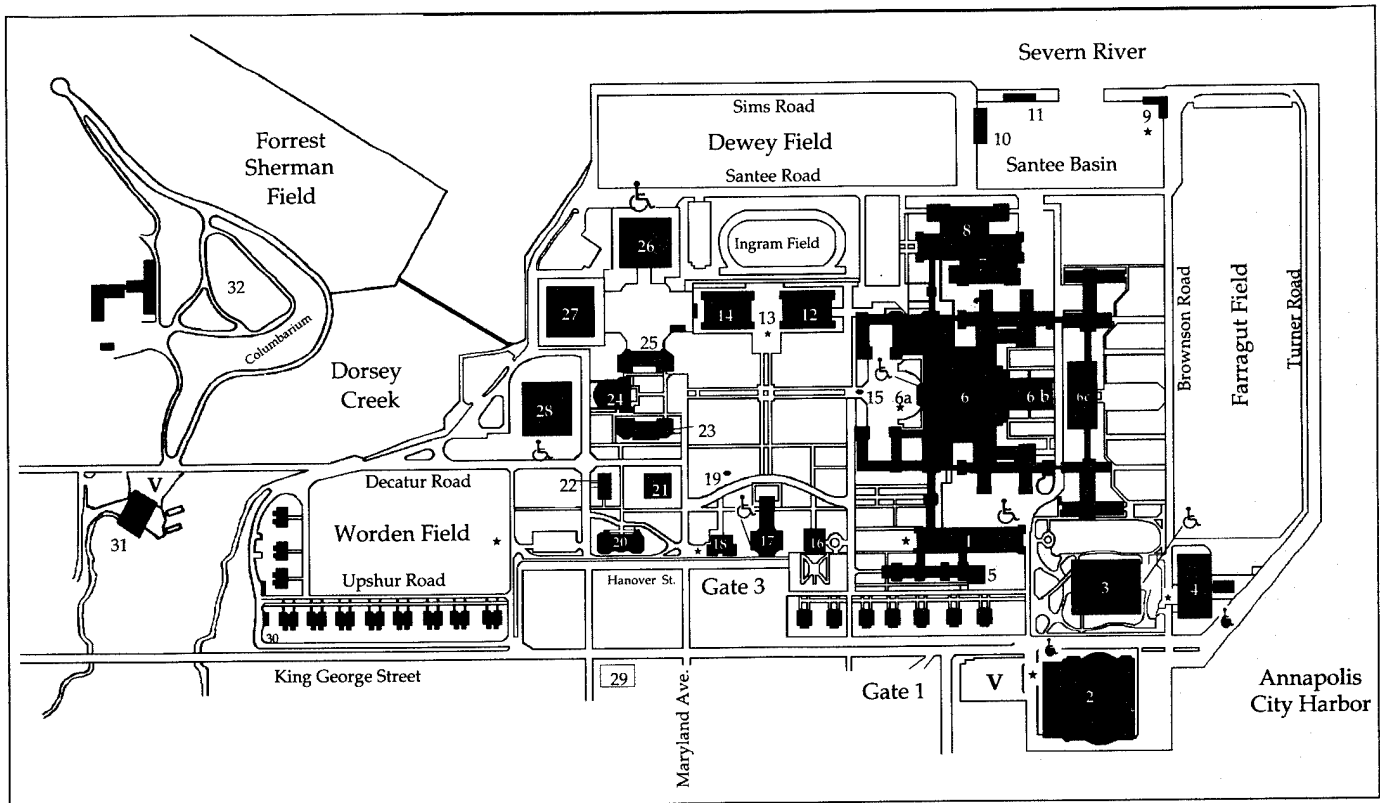 Severn River
Sims Road
11
9
10
Forrest
Sherman
Field
Dewey Field
Santee Road
Santee Basin
26
Ingram Field
8
32
27
14
13
12
Columbarium
25
Brownson Road
Farragut Field
Turner Road
Dorsey
Creek
28
24
15
6a
6
6 b
6c
23
V
Decatur Road
22
21
19
31
Worden Field
20
18
17
16
1
Upshur Road
Hanover St.
Gate 3
5
3
4
30
King George Street
29
Maryland Ave.
Gate 1
V
2
Annapolis
City Harbor